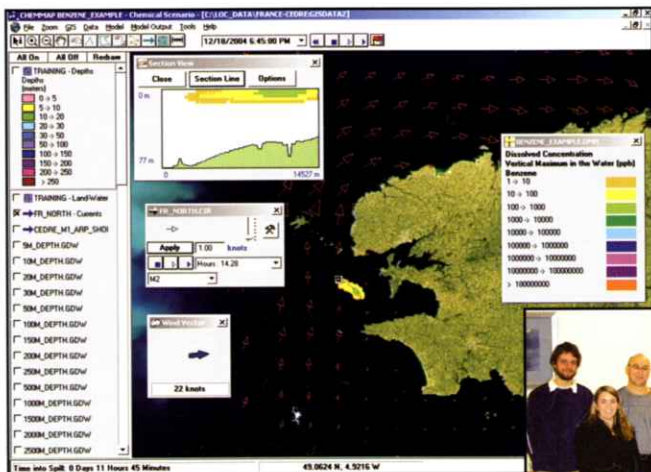 CHEMMAP BENZENE_EXAMPLE - Chemical Scenario - [C:\LOC_DATA\FRANCE-CEDRE:GISDATA2]
File Zoom GIS Data Model Model Output Tools Help
12/18/2004 6:45:00 PM
All On All Off Redraw
TRAINING - Depths
Depths
(meters)
0 -> 5
5 -> 10
10 -> 20
20 -> 30
30 -> 50
50 -> 100
100 -> 150
150 -> 200
200 -> 250
> 250
TRAINING - Land-Water
FR_NORTH - Currents
CEDRE_M1_ARP_SHOI
5M_DEPTH.GDW
10M_DEPTH.GDW
20M_DEPTH.GDW
30M_DEPTH.GDW
50M_DEPTH.GDW
100M_DEPTH.GDW
150M_DEPTH.GDW
200M_DEPTH.GDW
250M_DEPTH.GDW
500M_DEPTH.GDW
1000M_DEPTH.GDW
1500M_DEPTH.GDW
2000M_DEPTH.GDW
2500M_DEPTH.GDW
Section View
Close Section Line Options
0 m
77 m
0 14527m
FR_NORTH.CUR
Apply 1.00 knots
Hours : 14.28
M2
Wind Vector
22 knots
BENZENE_EXAMPLE.DMPL
Dissolved Concentration
Vertical Maximum in the Water (ppb)
Benzene
1 -> 10
10 -> 100
100 -> 1000
1000 -> 10000
10000 -> 100000
100000 -> 1000000
1000000 -> 10000000
10000000 -> 100000000
> 100000000
Time into Spill: 0 Days 11 Hours 45 Minutes
49.0624 N, 4.9216 W